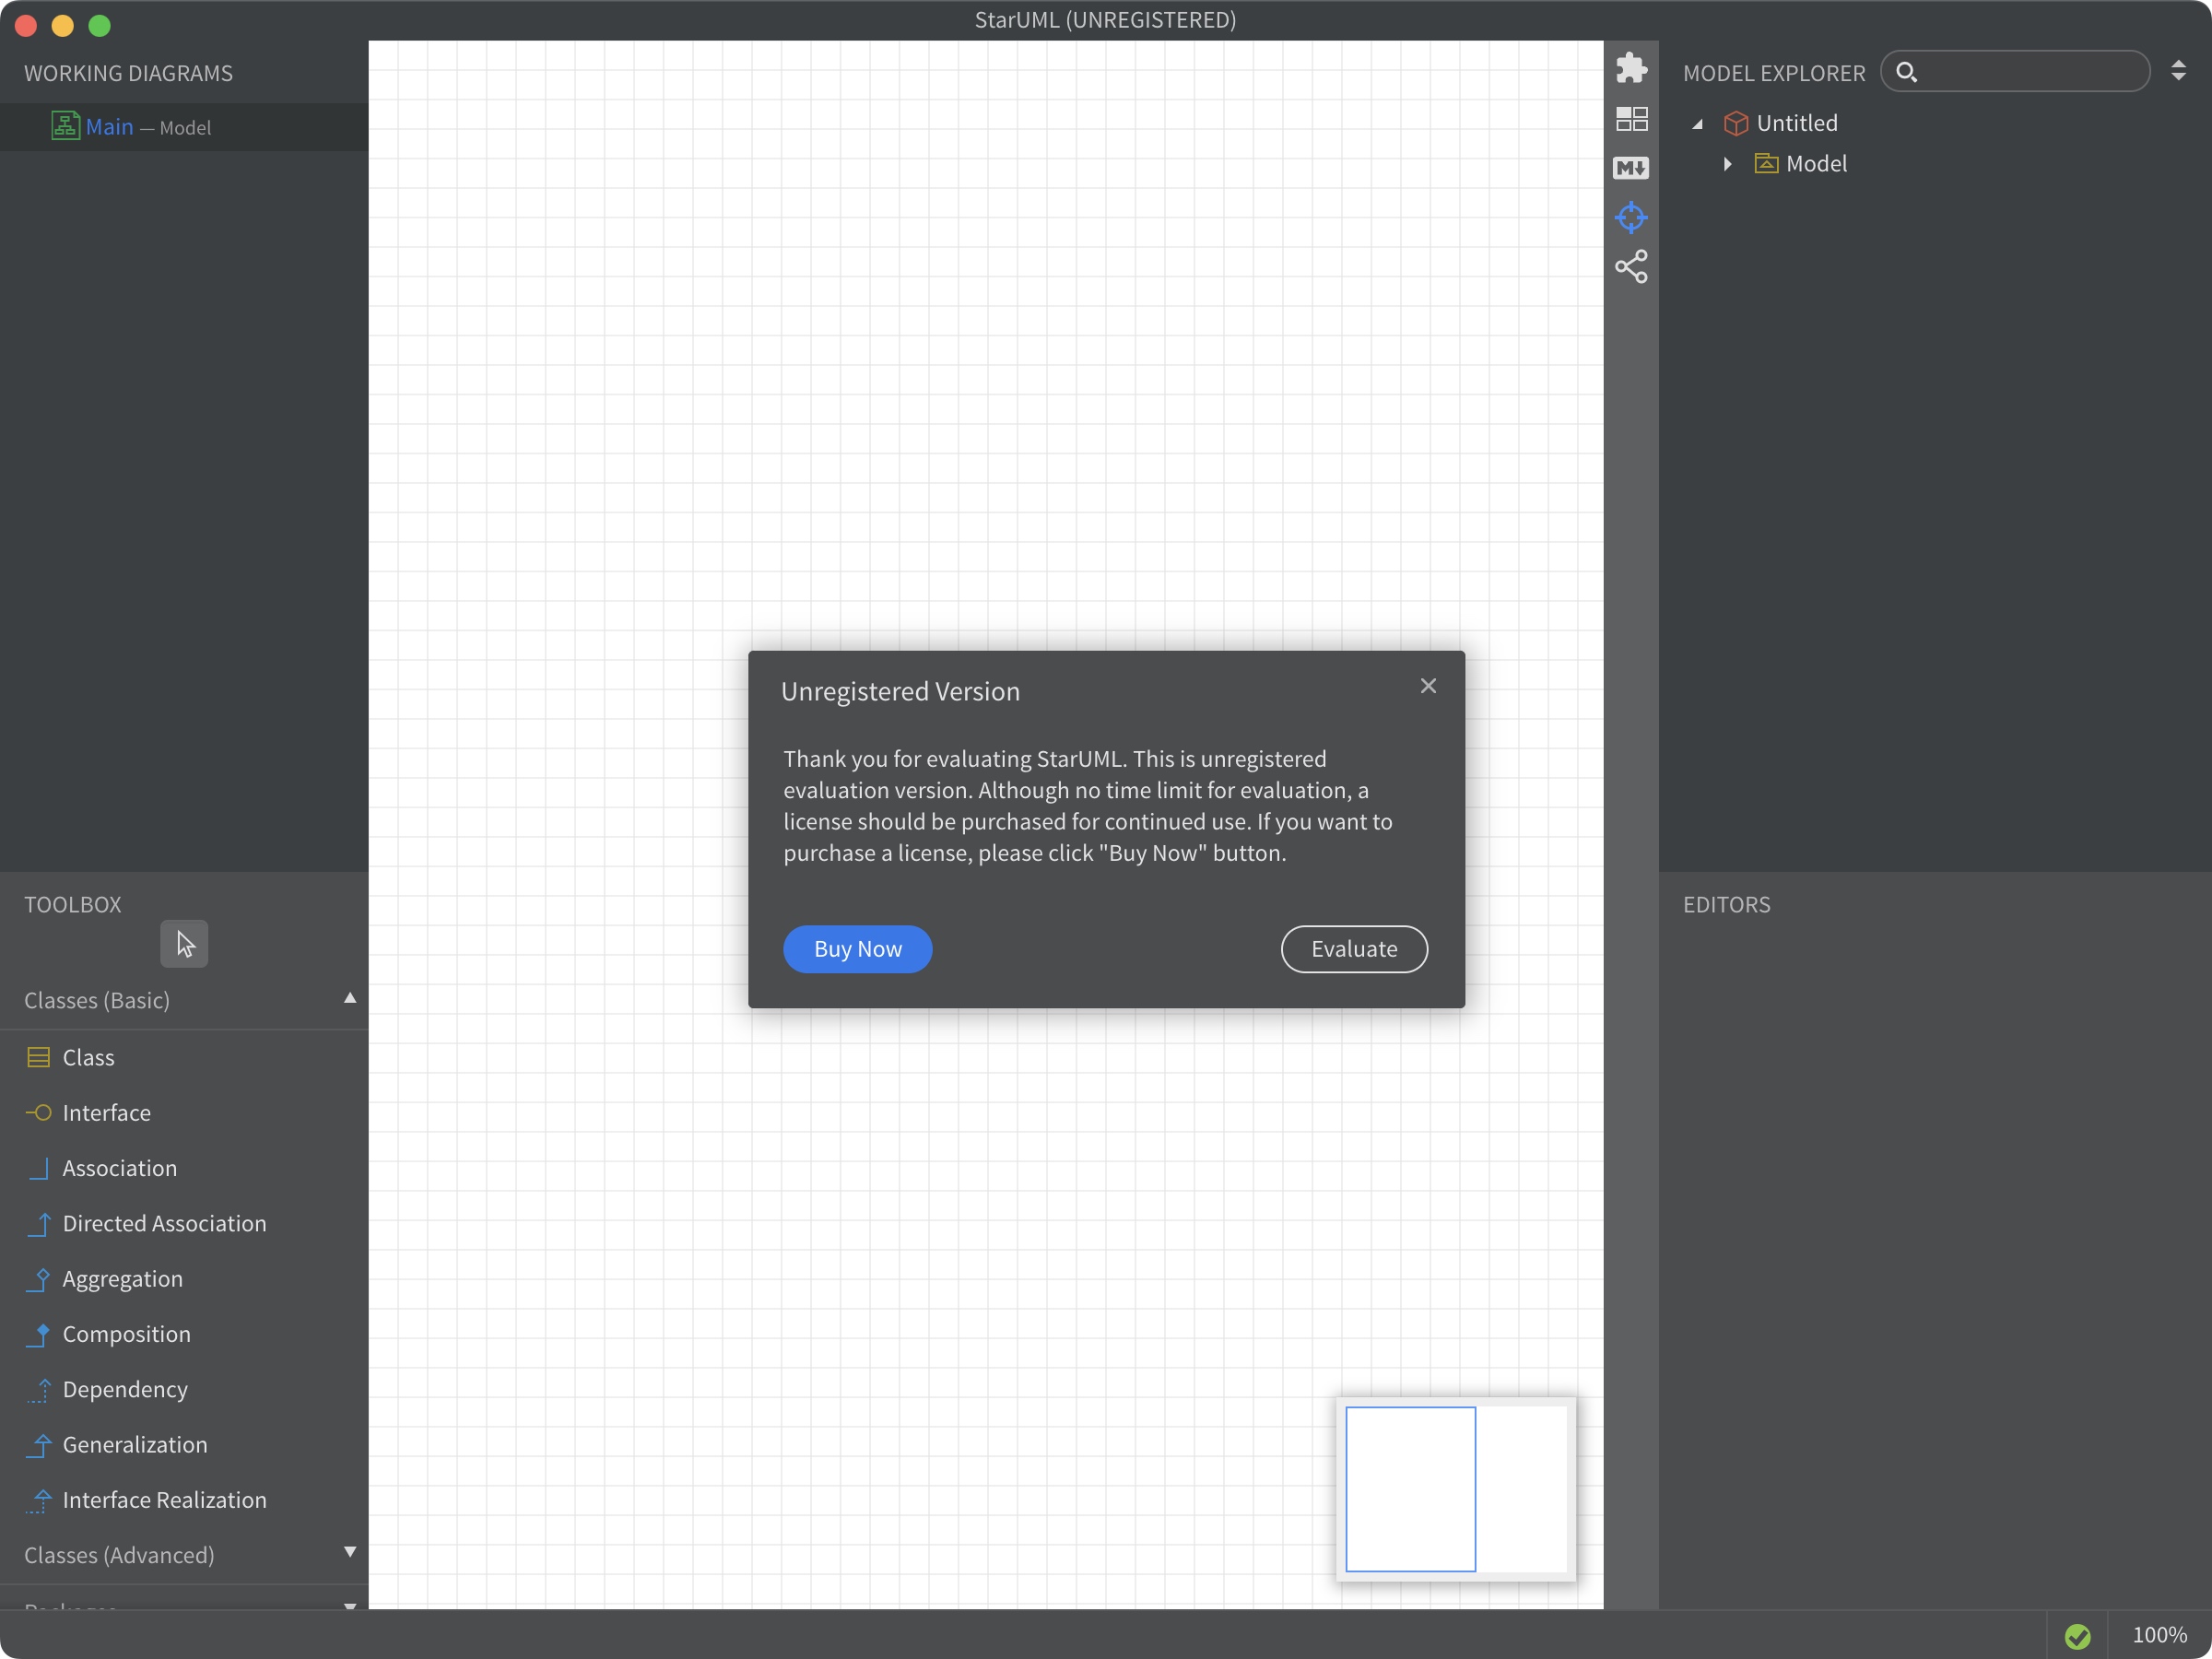 StarUML (UNREGISTERED)
WORKING DIAGRAMS
Main — Model
TOOLBOX
Classes (Basic)
Class
Interface
Association
Directed Association
Aggregation
Composition
Dependency
Generalization
Interface Realization
Classes (Advanced)
Packages
Unregistered Version
Thank you for evaluating StarUML. This is unregistered
evaluation version. Although no time limit for evaluation, a
license should be purchased for continued use. If you want to
purchase a license, please click "Buy Now" button.
Buy Now
Evaluate
M
MODEL EXPLORER
Untitled
Model
EDITORS
100%